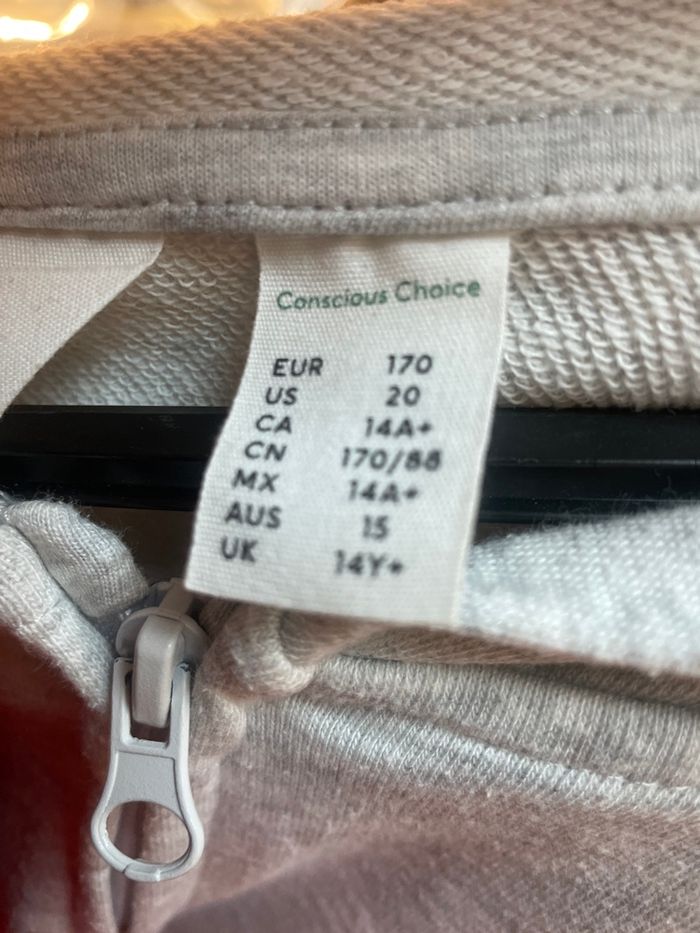 Conscious Choice
EUR 170
US 20
CA 14A+
CN 170/88
MX 14A+
AUS 15
UK 14Y+